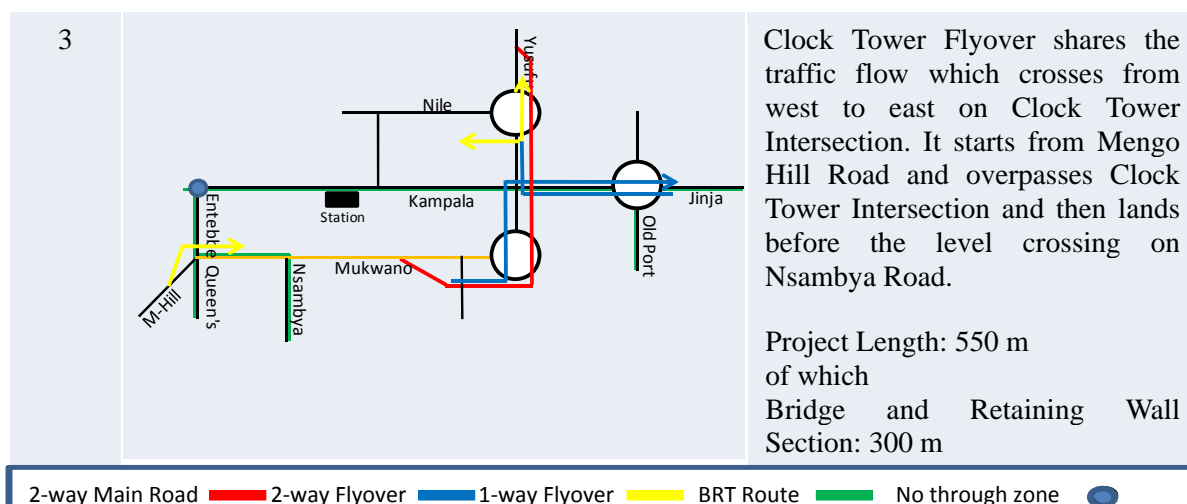 3
Yusufu
Nile
Kampala
Station
Jinja
Entebbe
Queen's
Mukwano
Old Port
M-Hill
Nsambya
Clock Tower Flyover shares the
traffic flow which crosses from
west to east on Clock Tower
Intersection. It starts from Mengo
Hill Road and overpasses Clock
Tower Intersection and then lands
before the level crossing on
Nsambya Road.
Project Length: 550 m
of which
Bridge and Retaining Wall
Section: 300 m
2-way Main Road 2-way Flyover 1-way Flyover BRT Route No through zone